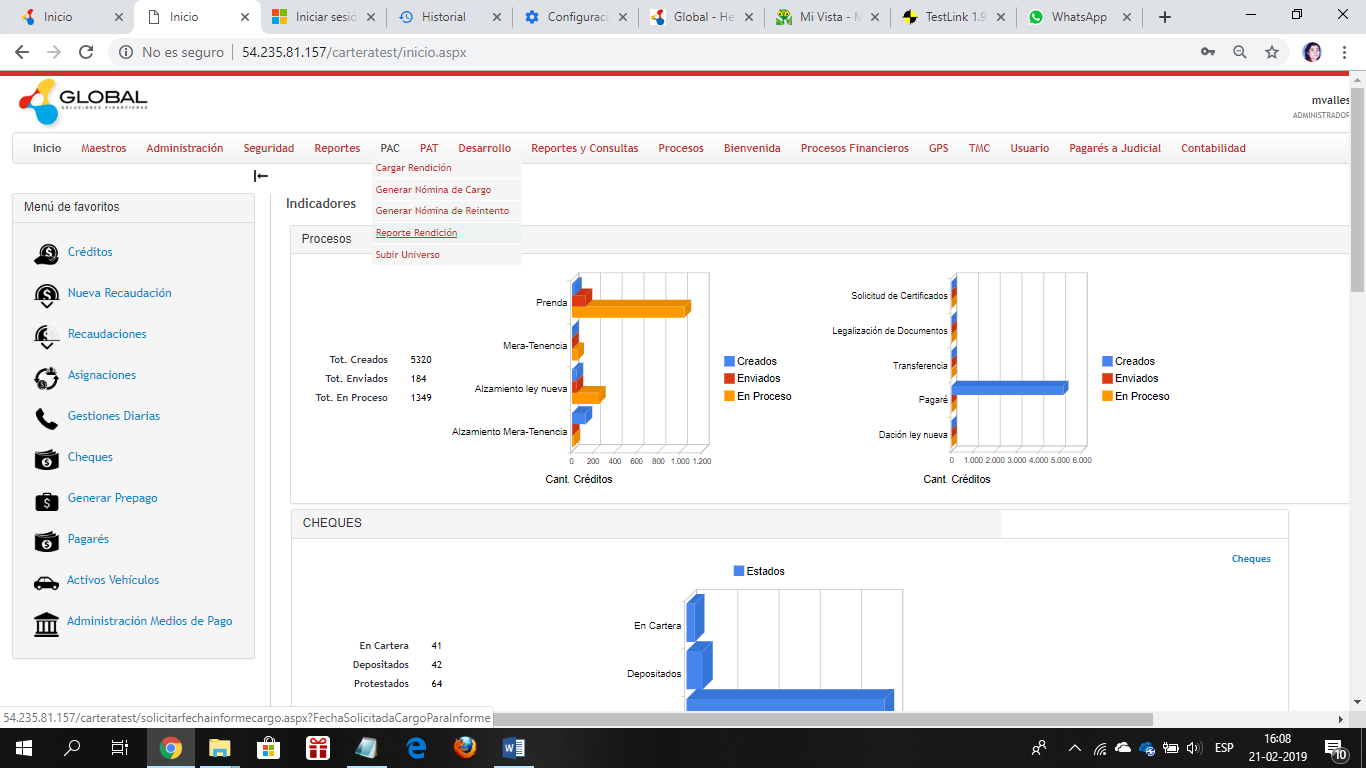 Inicio
Inicio
Iniciar sesió
Historial
Configuraci
Global - He
Mi Vista - M
TestLink 1.9
WhatsApp
No es seguro
54.235.81.157/carteratest/inicio.aspx
GLOBAL
SOLUCIONES FINANCIERAS
mvalles
ADMINISTRADOR
Inicio Maestros Administración Seguridad Reportes PAC PAT Desarrollo Reportes y Consultas Procesos Bienvenida Procesos Financieros GPS TMC Usuario Pagarés a Judicial Contabilidad
Cargar Rendición
Generar Nómina de Cargo
Generar Nómina de Reintento
Reporte Rendición
Subir Universo
Menú de favoritos
Créditos
Nueva Recaudación
Recaudaciones
Asignaciones
Gestiones Diarias
Cheques
Generar Prepago
Pagarés
Activos Vehículos
Administración Medios de Pago
Indicadores
Procesos
Tot. Creados 5320
Tot. Enviados 184
Tot. En Proceso 1349
Prenda
Mera-Tenencia
Alzamiento ley nueva
Alzamiento Mera-Tenencia
0 200 400 600 800 1.000 1.200
Cant. Créditos
Creados
Enviados
En Proceso
Solicitud de Certificados
Legalización de Documentos
Transferencia
Pagaré
Dación ley nueva
0 1.000 2.000 3.000 4.000 5.000 6.000
Cant. Créditos
Creados
Enviados
En Proceso
CHEQUES
Cheques
Estados
En Cartera 41
Depositados 42
Protestados 64
En Cartera
Depositados
54.235.81.157/carteratest/solicitarfechainformecargo.aspx?FechaSolicitadaCargoParaInforme
ESP
16:08
21-02-2019
10